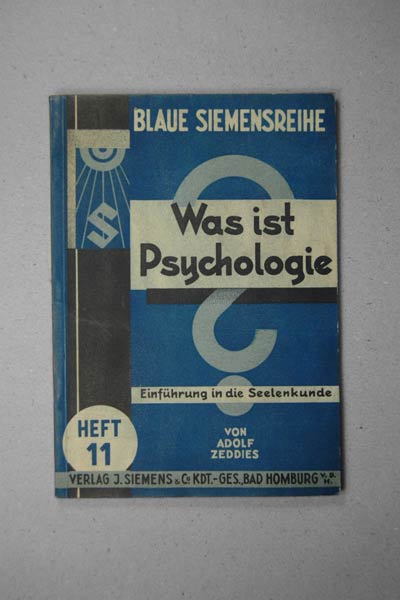 BLAUE SIEMENSREIHE
S
Was ist
Psychologie
?
Einführung in die Seelenkunde
HEFT
11
VON
ADOLF
ZEDDIES
VERLAG J. SIEMENS & Co KDT.-GES., BAD HOMBURG V. D. H.